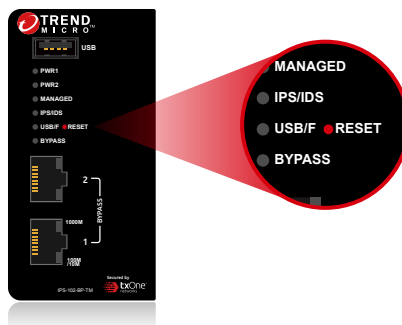 TREND
MICRO
USB
PWR1
PWR2
MANAGED
IPS/IDS
USB/F RESET
BYPASS
2
BYPASS
1000M
1
100M
/10M
Secured by
txOne
networks
IPS-102-BP-TM
MANAGED
IPS/IDS
USB/F RESET
BYPASS